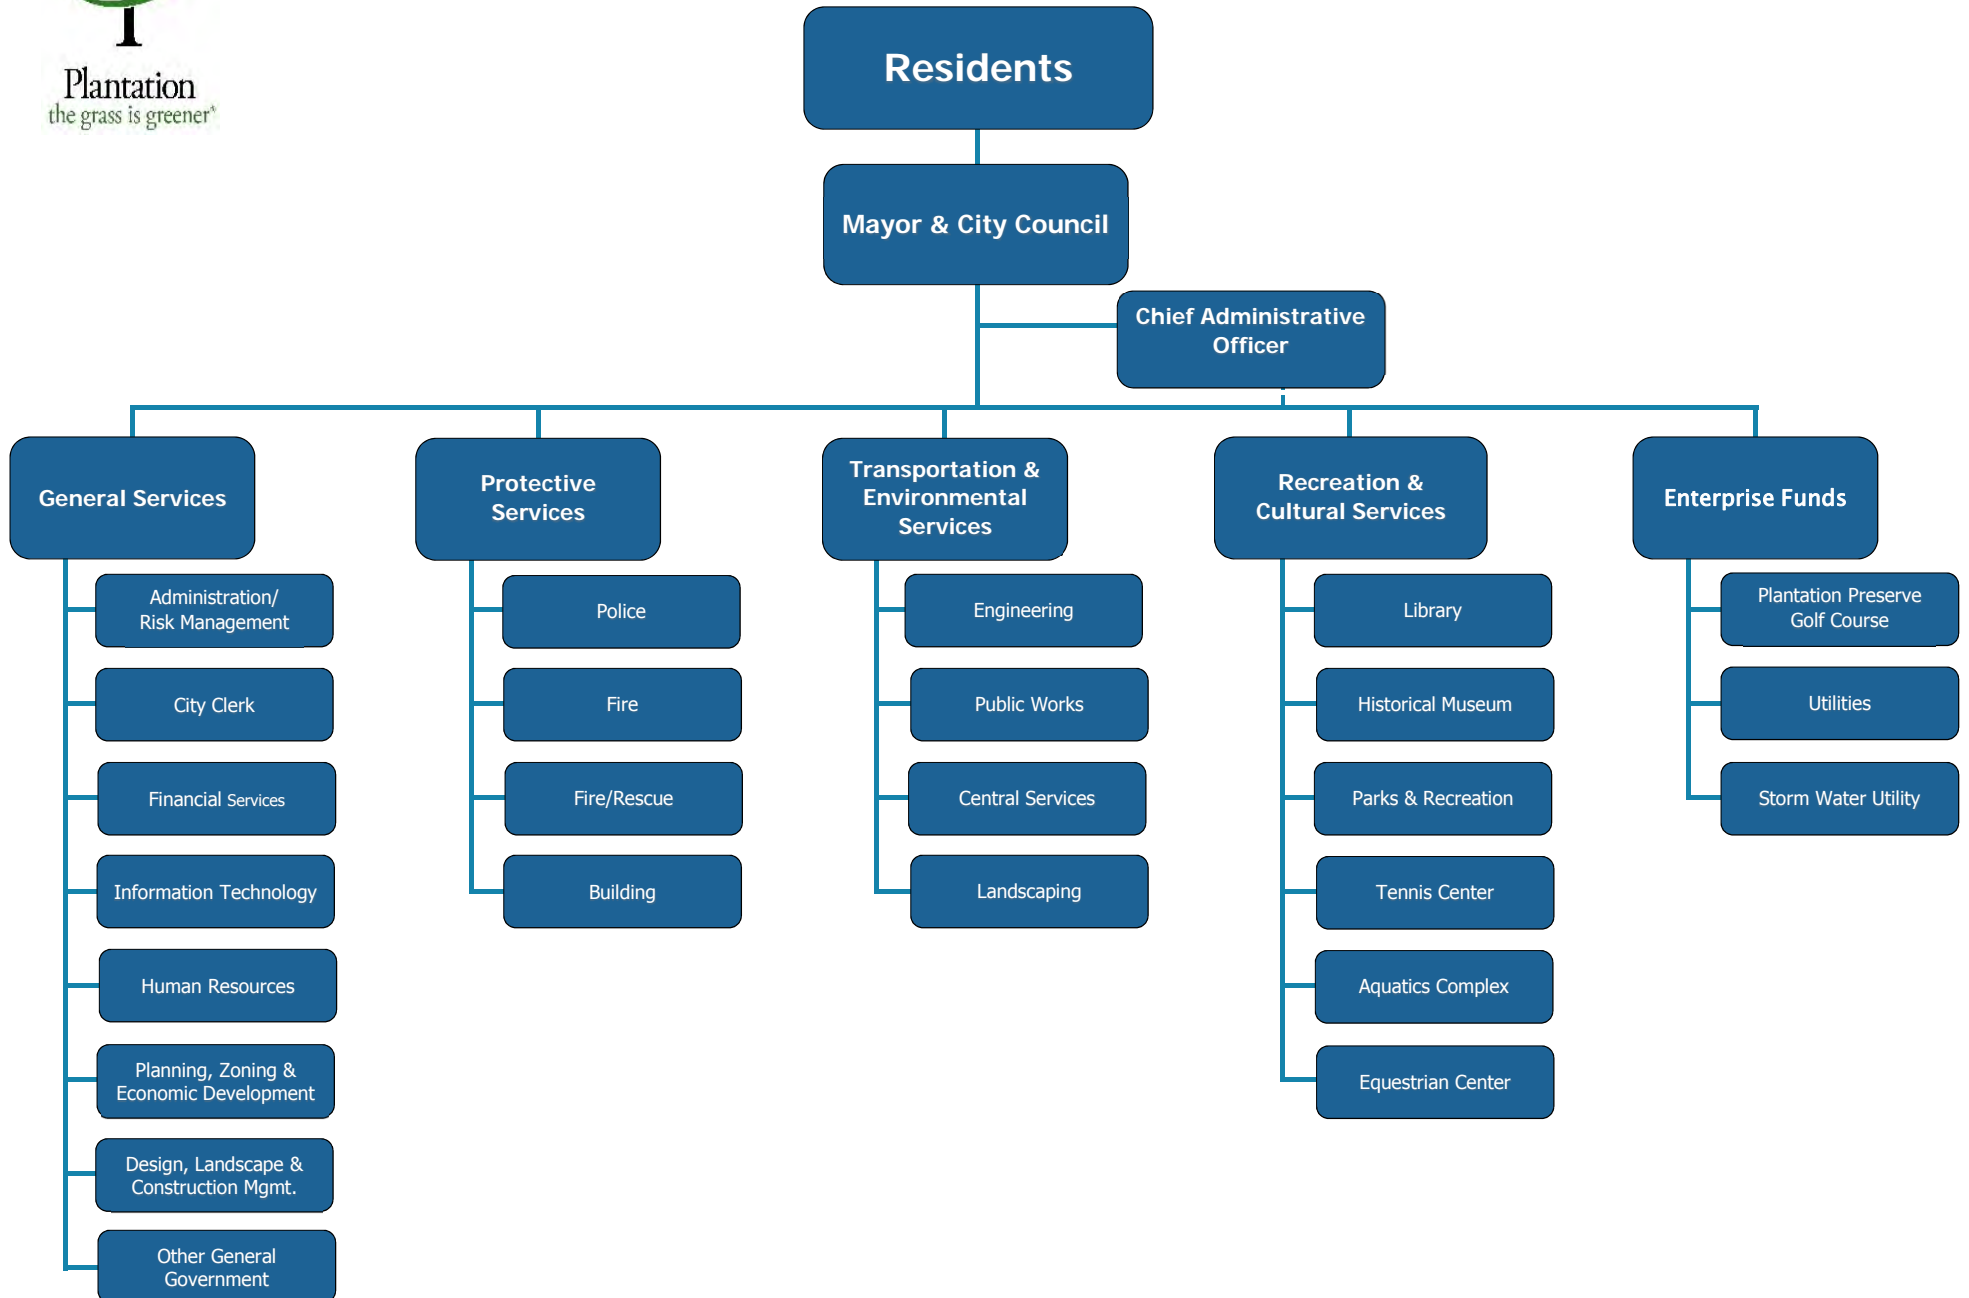 Plantation
the grass is greener*
Residents
Mayor & City Council
Chief Administrative
Officer
General Services
Protective
Services
Transportation &
Environmental
Services
Recreation &
Cultural Services
Enterprise Funds
Administration/
Risk Management
City Clerk
Financial Services
Information Technology
Human Resources
Planning, Zoning &
Economic Development
Design, Landscape &
Construction Mgmt.
Other General
Government
Police
Fire
Fire/Rescue
Building
Engineering
Public Works
Central Services
Landscaping
Library
Historical Museum
Parks & Recreation
Tennis Center
Aquatics Complex
Equestrian Center
Plantation Preserve
Golf Course
Utilities
Storm Water Utility